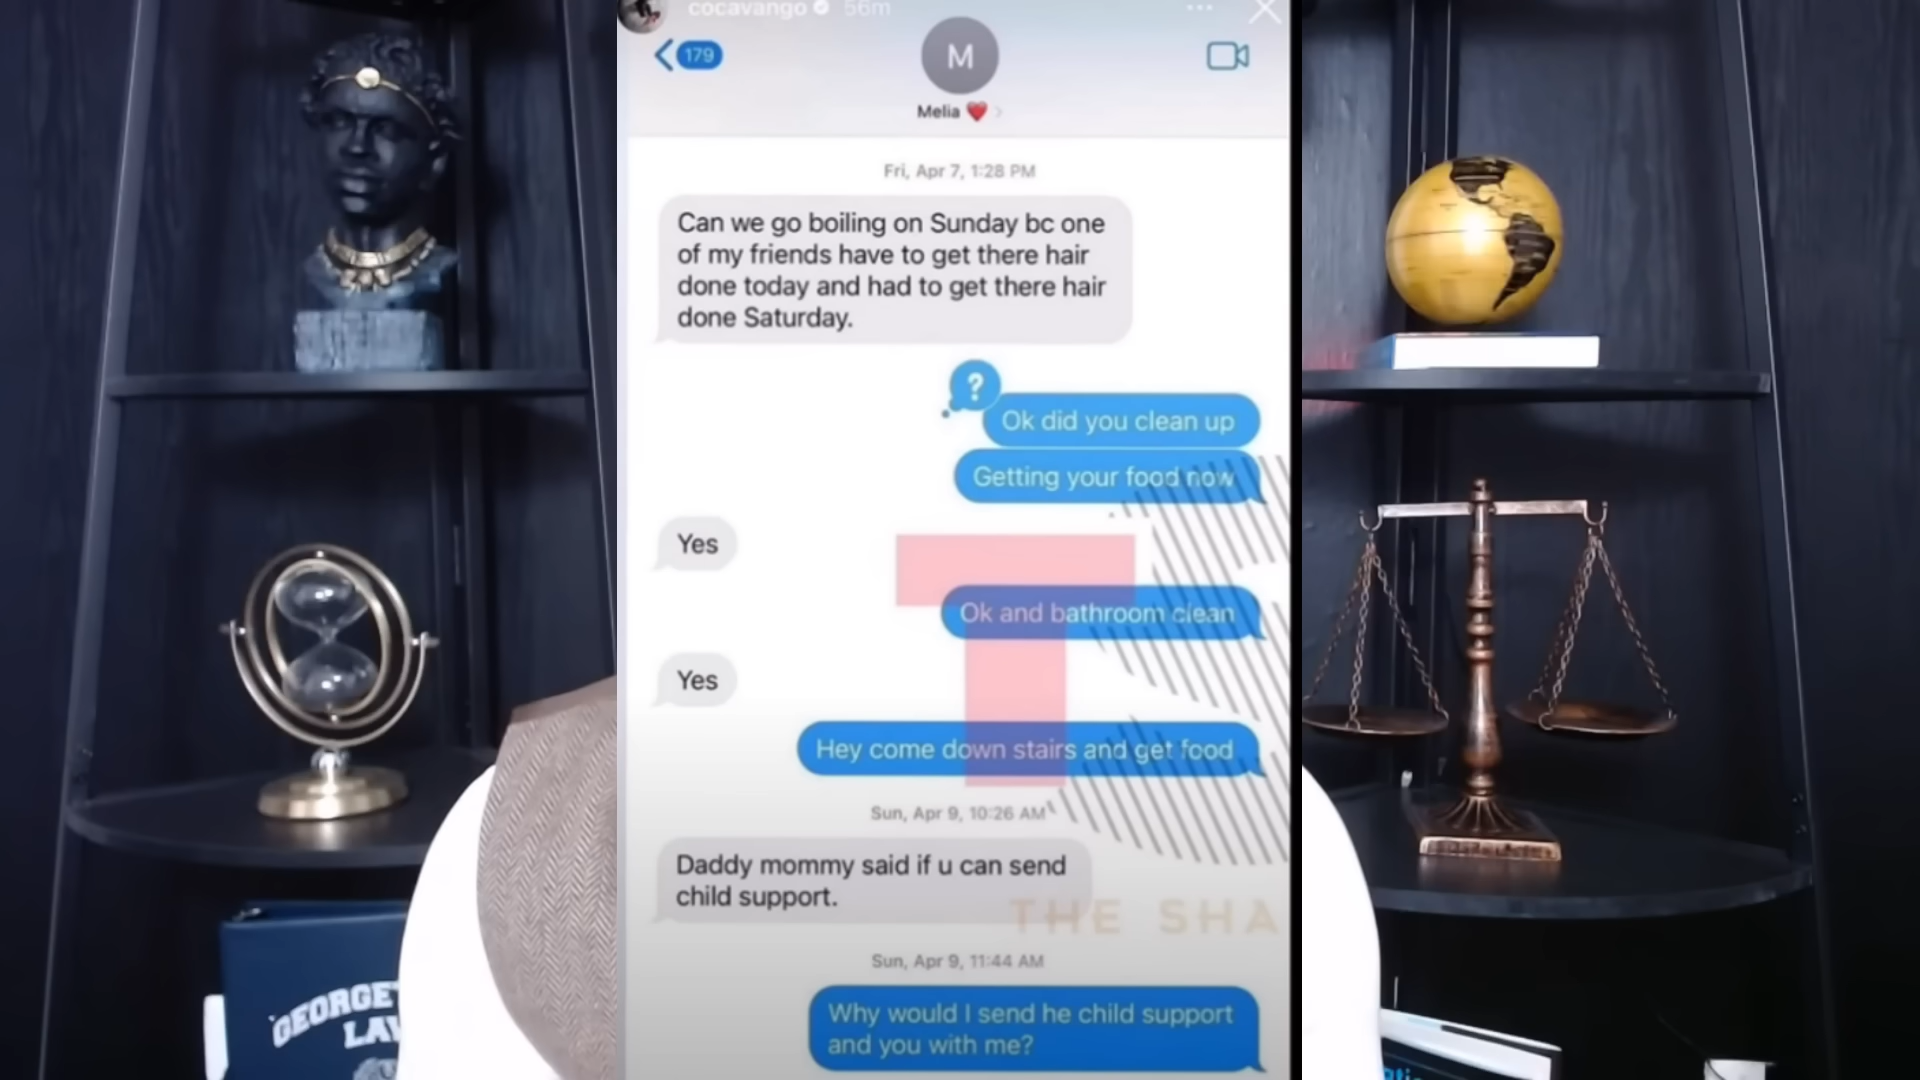 cocavango 56m
179
M
Melia ❤️
Fri, Apr 7, 1:28 PM
Can we go boiling on Sunday bc one
of my friends have to get there hair
done today and had to get there hair
done Saturday.
?
Ok did you clean up
Getting your food now
Yes
Ok and bathroom clean
Yes
Hey come down stairs and get food
Sun, Apr 9, 10:26 AM
Daddy mommy said if u can send
child support.
THE SHA
Sun, Apr 9, 11:44 AM
Why would I send he child support
and you with me?
GEORGE
LA